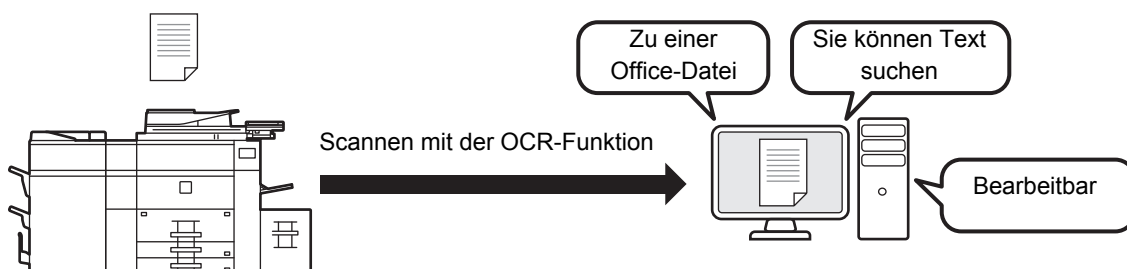 Zu einer
Office-Datei
Sie können Text
suchen
Scannen mit der OCR-Funktion
Bearbeitbar